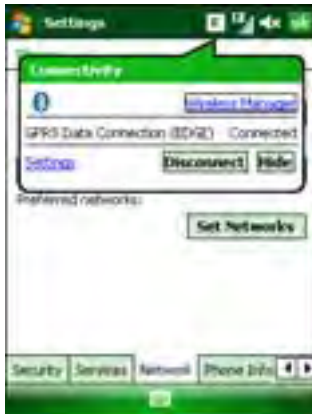 Settings
ok
Connectivity
Wireless Manager
GPRS Data Connection (EDGE) Connected
Settings Disconnect Hide
Preferred networks:
Set Networks
Security Services Network Phone Info